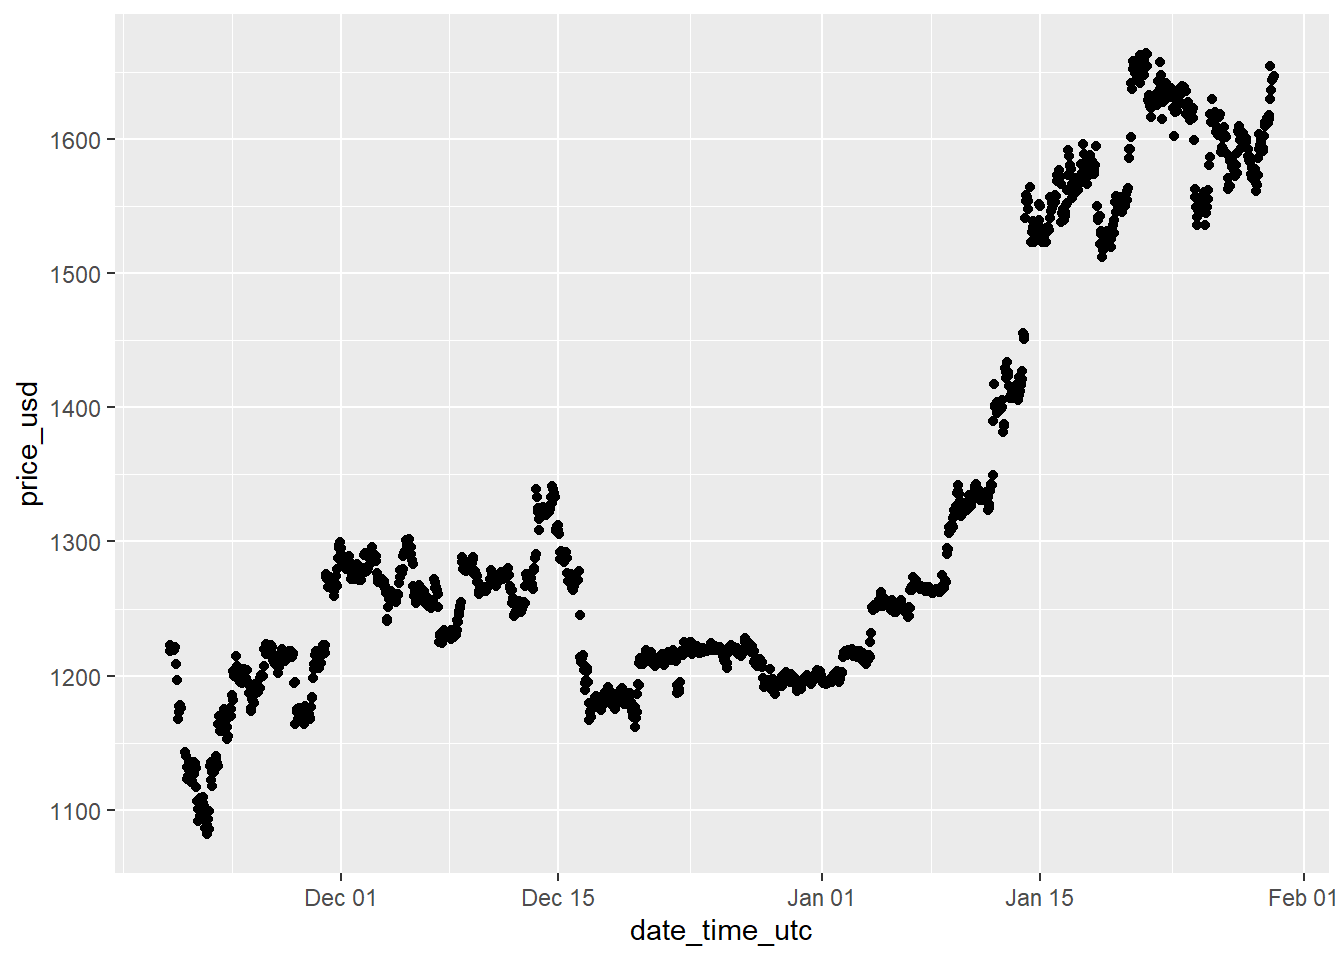 price_usd
1600
1500
1400
1300
1200
1100
Dec 01
Dec 15
Jan 01
Jan 15
Feb 01
date_time_utc